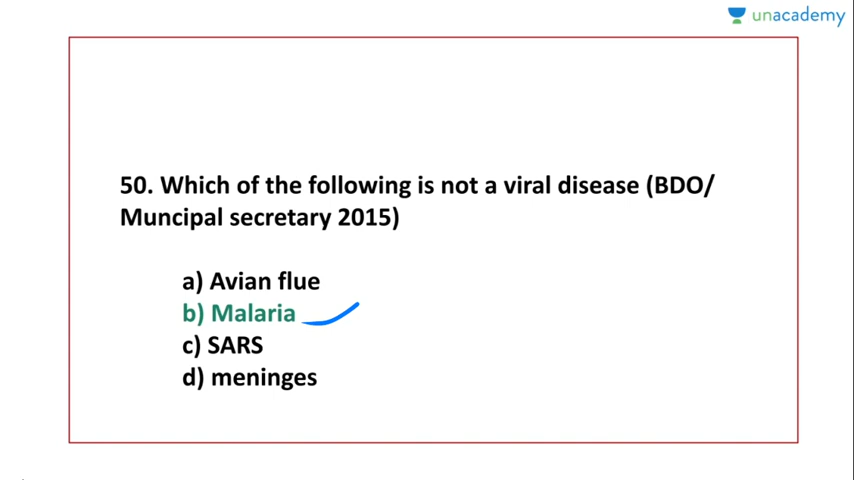 unacademy
50. Which of the following is not a viral disease (BDO/
Muncipal secretary 2015)
a) Avian flue
b) Malaria
c) SARS
d) meninges